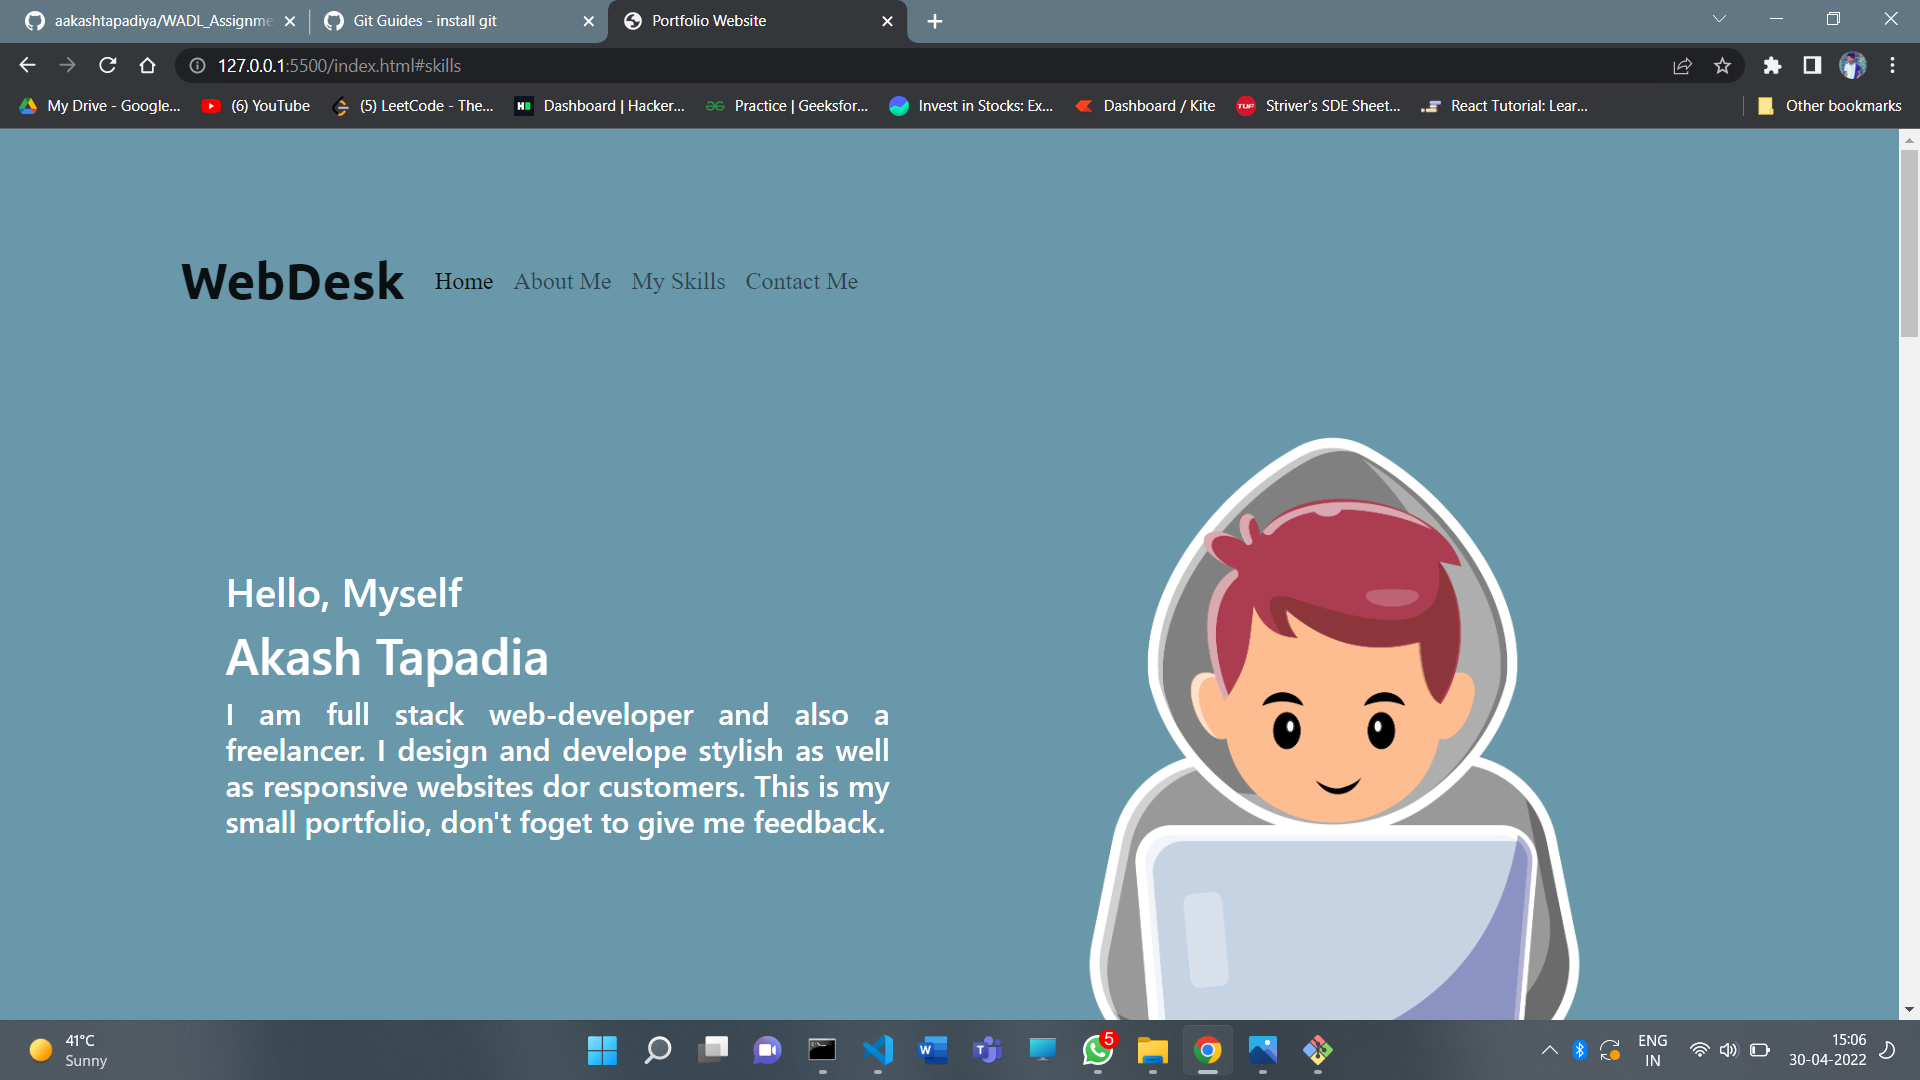 aakashtapadiya/WADL_Assignme
Git Guides - install git
Portfolio Website
127.0.0.1:5500/index.html#skills
My Drive - Google...
(6) YouTube
(5) LeetCode - The...
Dashboard | Hacker...
Practice | Geeksfor...
Invest in Stocks: Ex...
Dashboard / Kite
TUF
Striver's SDE Sheet...
React Tutorial: Lear...
Other bookmarks
WebDesk
Home
About Me
My Skills
Contact Me
Hello, Myself
Akash Tapadia
I am full stack web-developer and also a
freelancer. I design and develope stylish as well
as responsive websites dor customers. This is my
small portfolio, don't foget to give me feedback.
41°C
Sunny
5
ENG
IN
15:06
30-04-2022